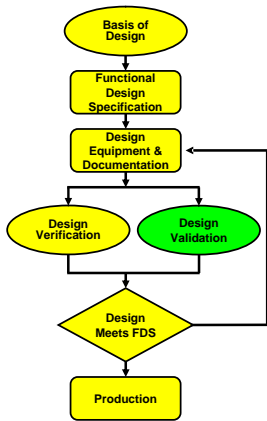 Basis of
Design
Functional
Design
Specification
Design
Equipment &
Documentation
Design
Verification
Design
Validation
Design
Meets FDS
Production